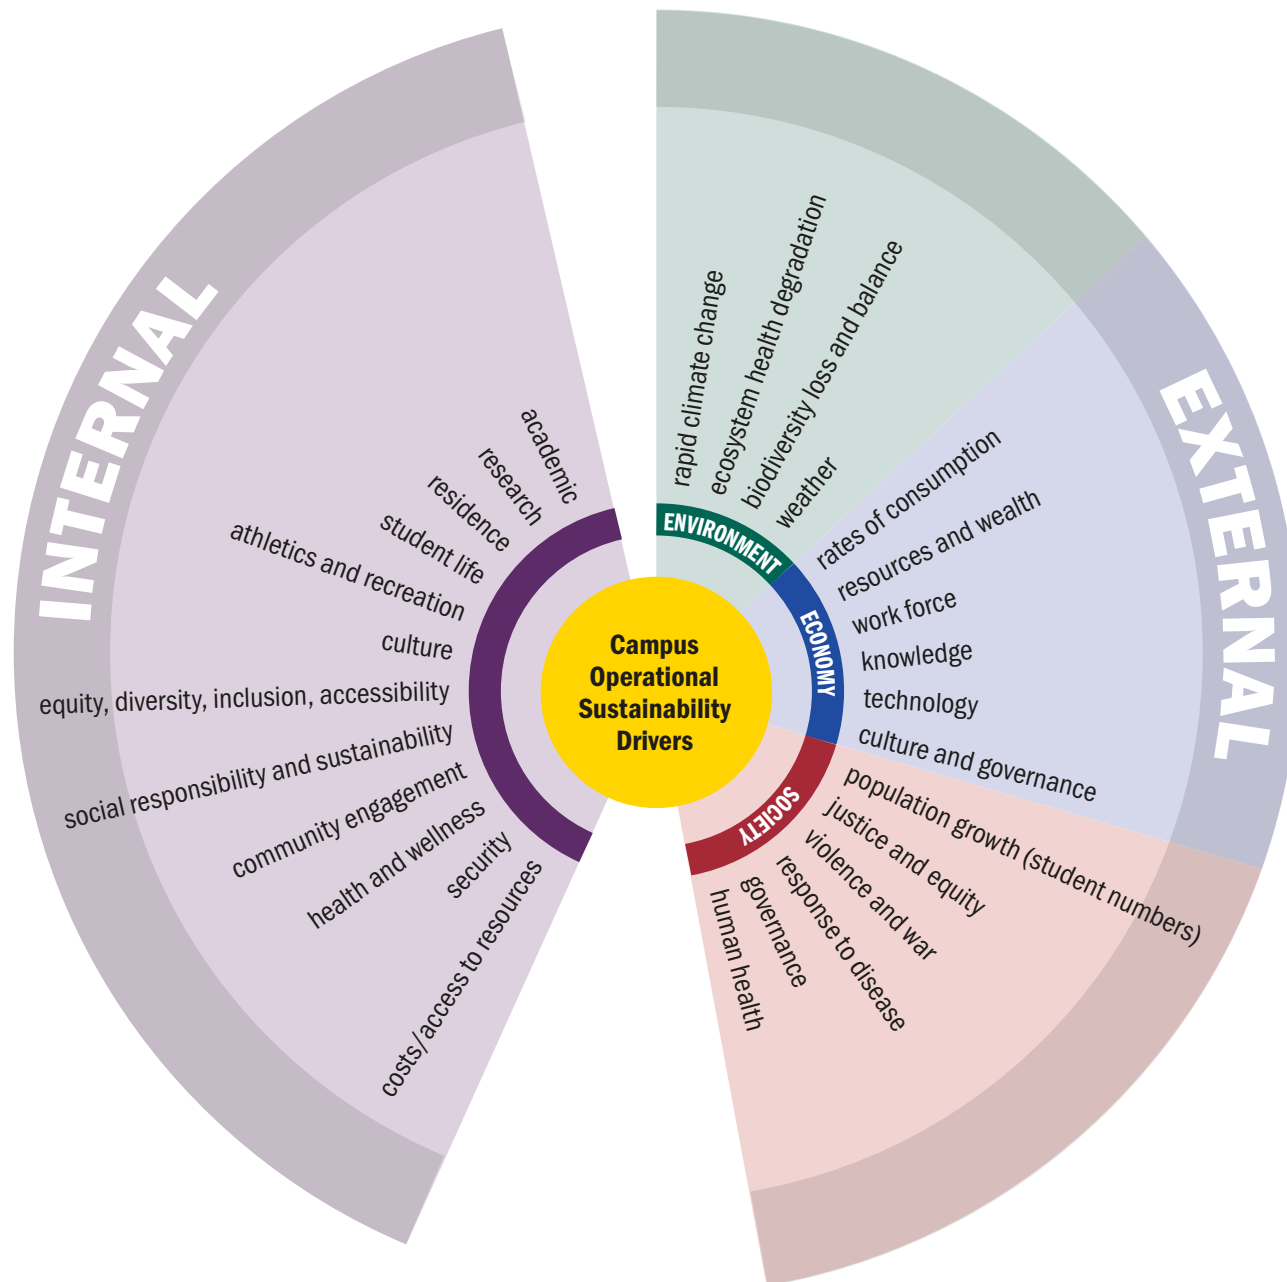 INTERNAL
academic
research
residence
student life
athletics and recreation
culture
equity, diversity, inclusion, accessibility
social responsibility and sustainability
community engagement
health and wellness
security
costs/access to resources
Campus
Operational
Sustainability
Drivers
EXTERNAL
ENVIRONMENT
rapid climate change
ecosystem health degradation
biodiversity loss and balance
weather
ECONOMY
rates of consumption
resources and wealth
work force
knowledge
technology
culture and governance
SOCIETY
population growth (student numbers)
justice and equity
violence and war
response to disease
governance
human health